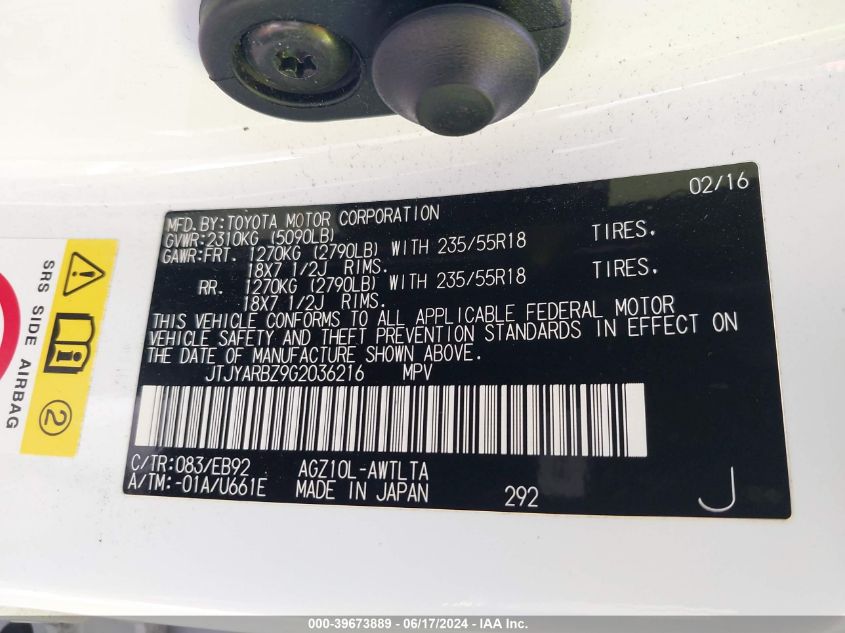 02/16
MFD.BY:TOYOTA MOTOR CORPORATION
GVWR:2310KG (5090LB)
GAWR:FRT. 1270KG (2790LB) WITH 235/55R18 TIRES.
18X7 1/2J RIMS.
RR. 1270KG (2790LB) WITH 235/55R18 TIRES.
18X7 1/2J RIMS.
THIS VEHICLE CONFORMS TO ALL APPLICABLE FEDERAL MOTOR
VEHICLE SAFETY AND THEFT PREVENTION STANDARDS IN EFFECT ON
THE DATE OF MANUFACTURE SHOWN ABOVE.
JTJYARBZ9G2036216 MPV
C/TR:083/EB92 AGZ10L-AWTLTA
A/TM:-01A/U661E MADE IN JAPAN 292 J
SRS SIDE AIRBAG
2
000-39673889 - 06/17/2024 - IAA Inc.